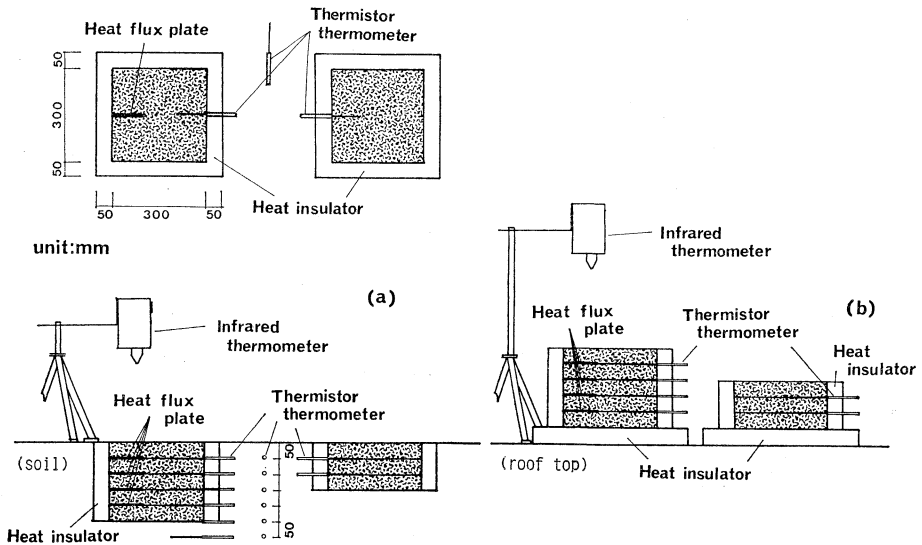 Heat flux plate
Thermistor
thermometer
50
300
50
50
300
50
Heat insulator
unit:mm
(a)
Infrared
thermometer
Heat flux
plate
Thermistor
thermometer
(soil)
50
50
Heat insulator
Infrared
thermometer
(b)
Heat flux
plate
Thermistor
thermometer
Heat
insulator
(roof top)
Heat insulator